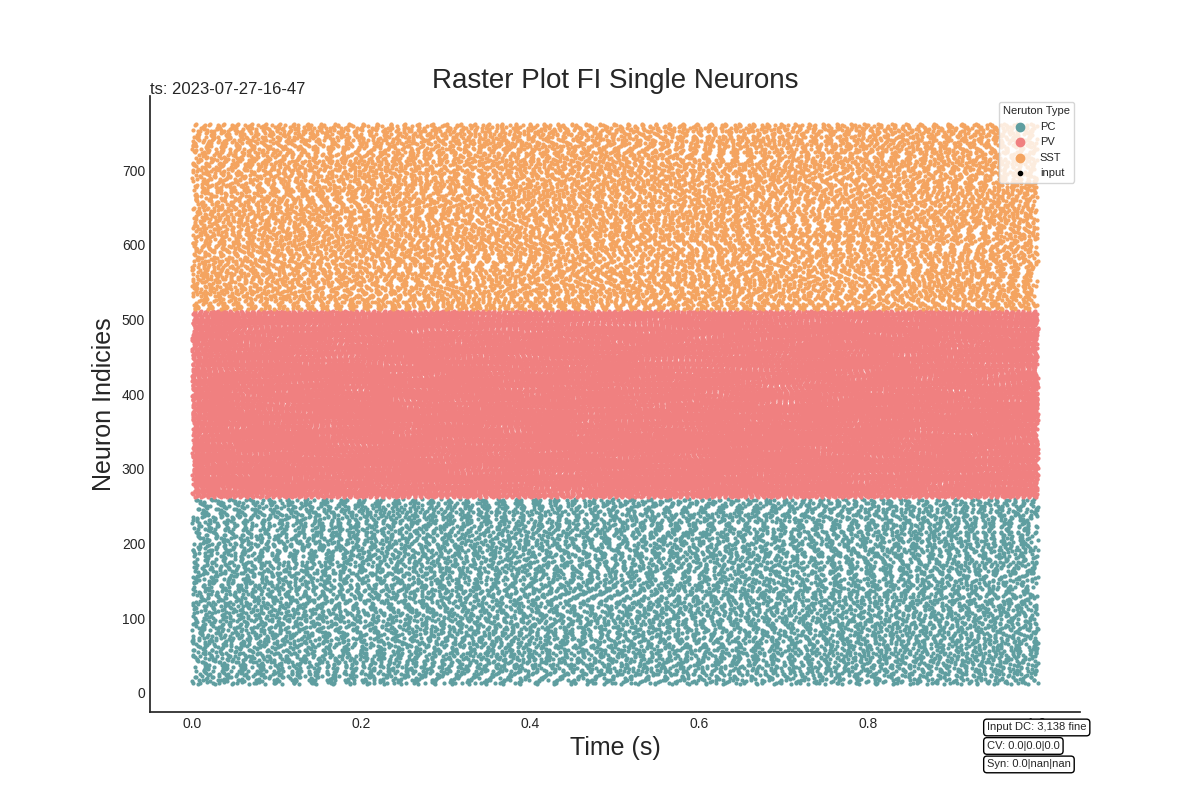 Raster Plot FI Single Neurons
ts: 2023-07-27-16-47
Neruton Type
PC
PV
SST
input
Neuron Indicies
700
600
500
400
300
200
100
0
0.0
0.2
0.4
0.6
0.8
Time (s)
Input DC: 3,138 fine
CV: 0.0|0.0|0.0
Syn: 0.0|nan|nan